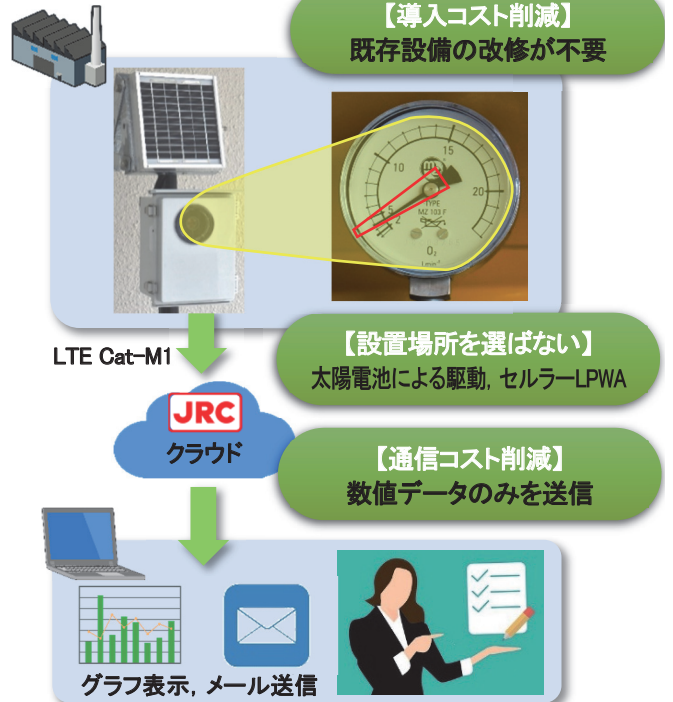 【導入コスト削減】
既存設備の改修が不要
15
10
20
5
2
TYPE
MZ 103 F
O₂
l min⁻¹
LTE Cat-M1
【設置場所を選ばない】
太陽電池による駆動，セルラーLPWA
JRC
クラウド
【通信コスト削減】
数値データのみを送信
グラフ表示，メール送信